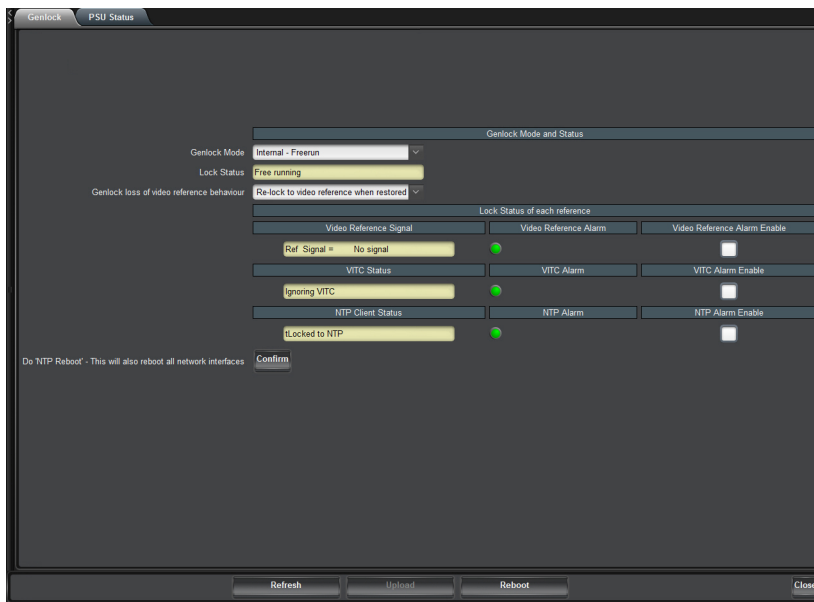 Genlock PSU Status
Genlock Mode and Status
Genlock Mode Internal - Freerun
Lock Status Free running
Genlock loss of video reference behaviour Re-lock to video reference when restored
Lock Status of each reference
Video Reference Signal Video Reference Alarm Video Reference Alarm Enable
Ref Signal = No signal
VITC Status VITC Alarm VITC Alarm Enable
Ignoring VITC
NTP Client Status NTP Alarm NTP Alarm Enable
tLocked to NTP
Do 'NTP Reboot' - This will also reboot all network interfaces Confirm
Refresh Upload Reboot Close